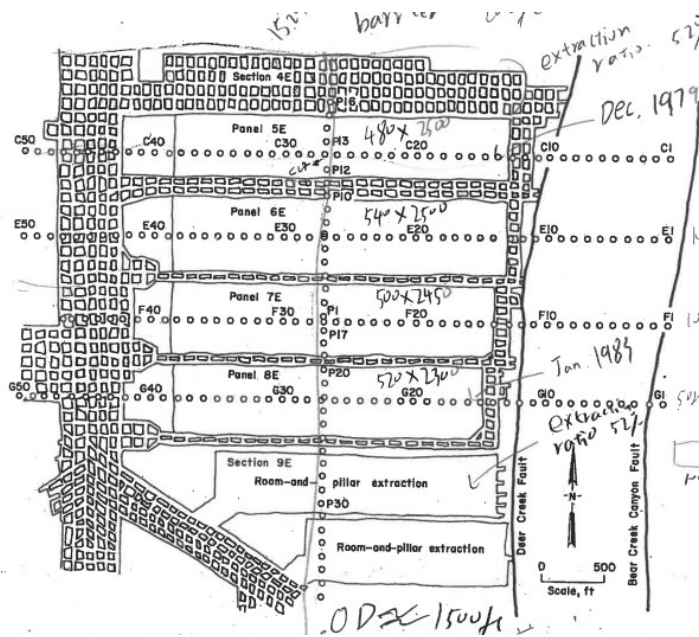 barrier
extraction
ratio. 52%
Dec. 1979
Section 4E
P16
Panel 5E
480 x 2500
C50
C40
C30
P13
C20
C10
C1
P12
P10
Panel 6E
540 x 2500
E50
E40
E30
E20
E10
E1
Panel 7E
500 x 2450
F40
F30
P1
F20
F10
F1
P17
Jan. 1983
Panel 8E
P20
520 x 2300
G50
G40
G30
G20
G10
G1
extraction
ratio 52%
Section 9E
Room-and-pillar extraction
P30
Room-and-pillar extraction
Deer Creek Fault
Bear Creek Canyon Fault
-N-
0 500
Scale, ft
1500ft